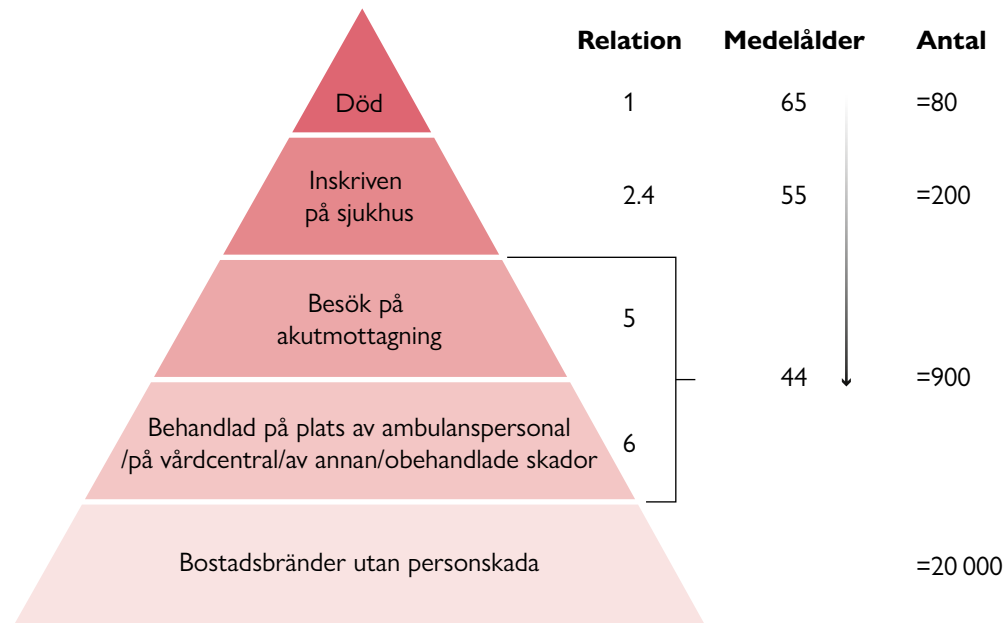 Relation Medelålder Antal
Död 1 65 =80
Inskriven
på sjukhus
2.4 55 =200
Besök på
akutmottagning
5
44 =900
Behandlad på plats av ambulanspersonal
/på vårdcentral/av annan/obehandlade skador
6
Bostadsbränder utan personskada =20 000